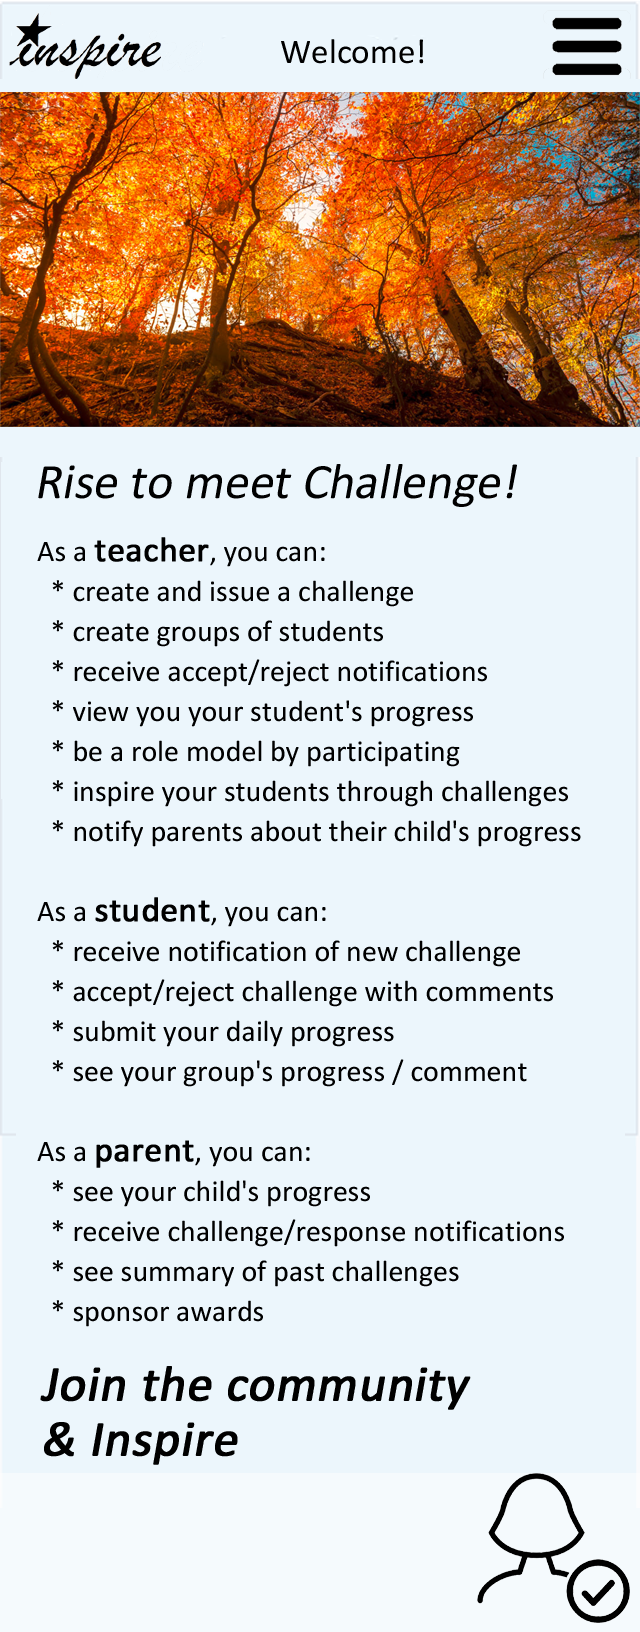 inspire
Welcome!
Rise to meet Challenge!
As a teacher, you can:
* create and issue a challenge
* create groups of students
* receive accept/reject notifications
* view you your student's progress
* be a role model by participating
* inspire your students through challenges
* notify parents about their child's progress
As a student, you can:
* receive notification of new challenge
* accept/reject challenge with comments
* submit your daily progress
* see your group's progress / comment
As a parent, you can:
* see your child's progress
* receive challenge/response notifications
* see summary of past challenges
* sponsor awards
Join the community
& Inspire